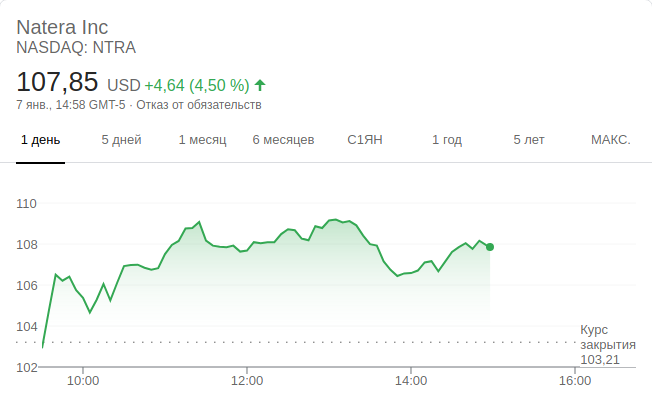 Natera Inc
NASDAQ: NTRA
107,85 USD +4,64 (4,50 %)
7 янв., 14:58 GMT-5 · Отказ от обязательств
1 день 5 дней 1 месяц 6 месяцев С1ЯН 1 год 5 лет МАКС.
110
108
106
104
102
Курс
закрытия
103,21
10:00 12:00 14:00 16:00